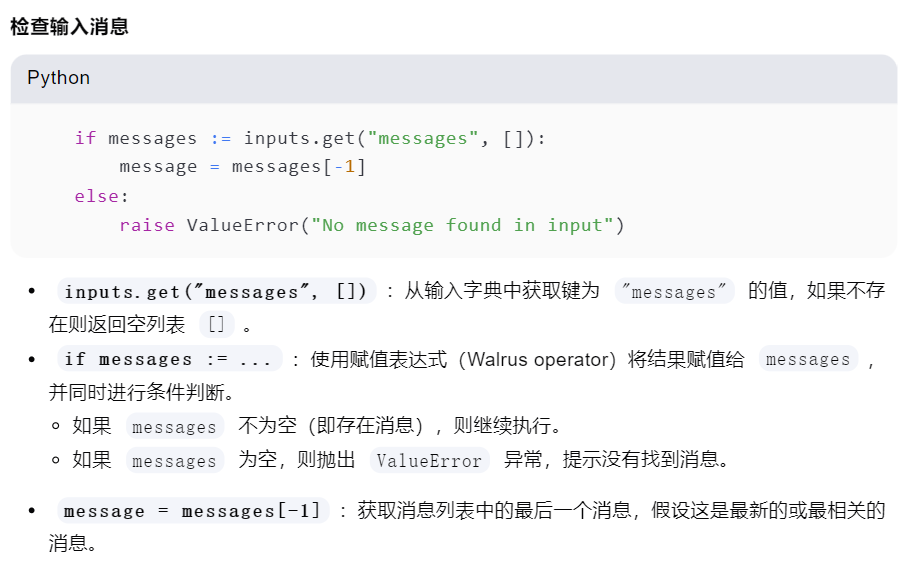 检查输入消息
Python
if messages := inputs.get("messages", []):
message = messages[-1]
else:
raise ValueError("No message found in input")
• inputs.get("messages", []) ：从输入字典中获取键为 "messages" 的值，如果不存
在则返回空列表 [] 。
• if messages := ... ：使用赋值表达式（Walrus operator）将结果赋值给 messages ，
并同时进行条件判断。
◦ 如果 messages 不为空（即存在消息），则继续执行。
◦ 如果 messages 为空，则抛出 ValueError 异常，提示没有找到消息。
• message = messages[-1] ：获取消息列表中的最后一个消息，假设这是最新的或最相关的
消息。